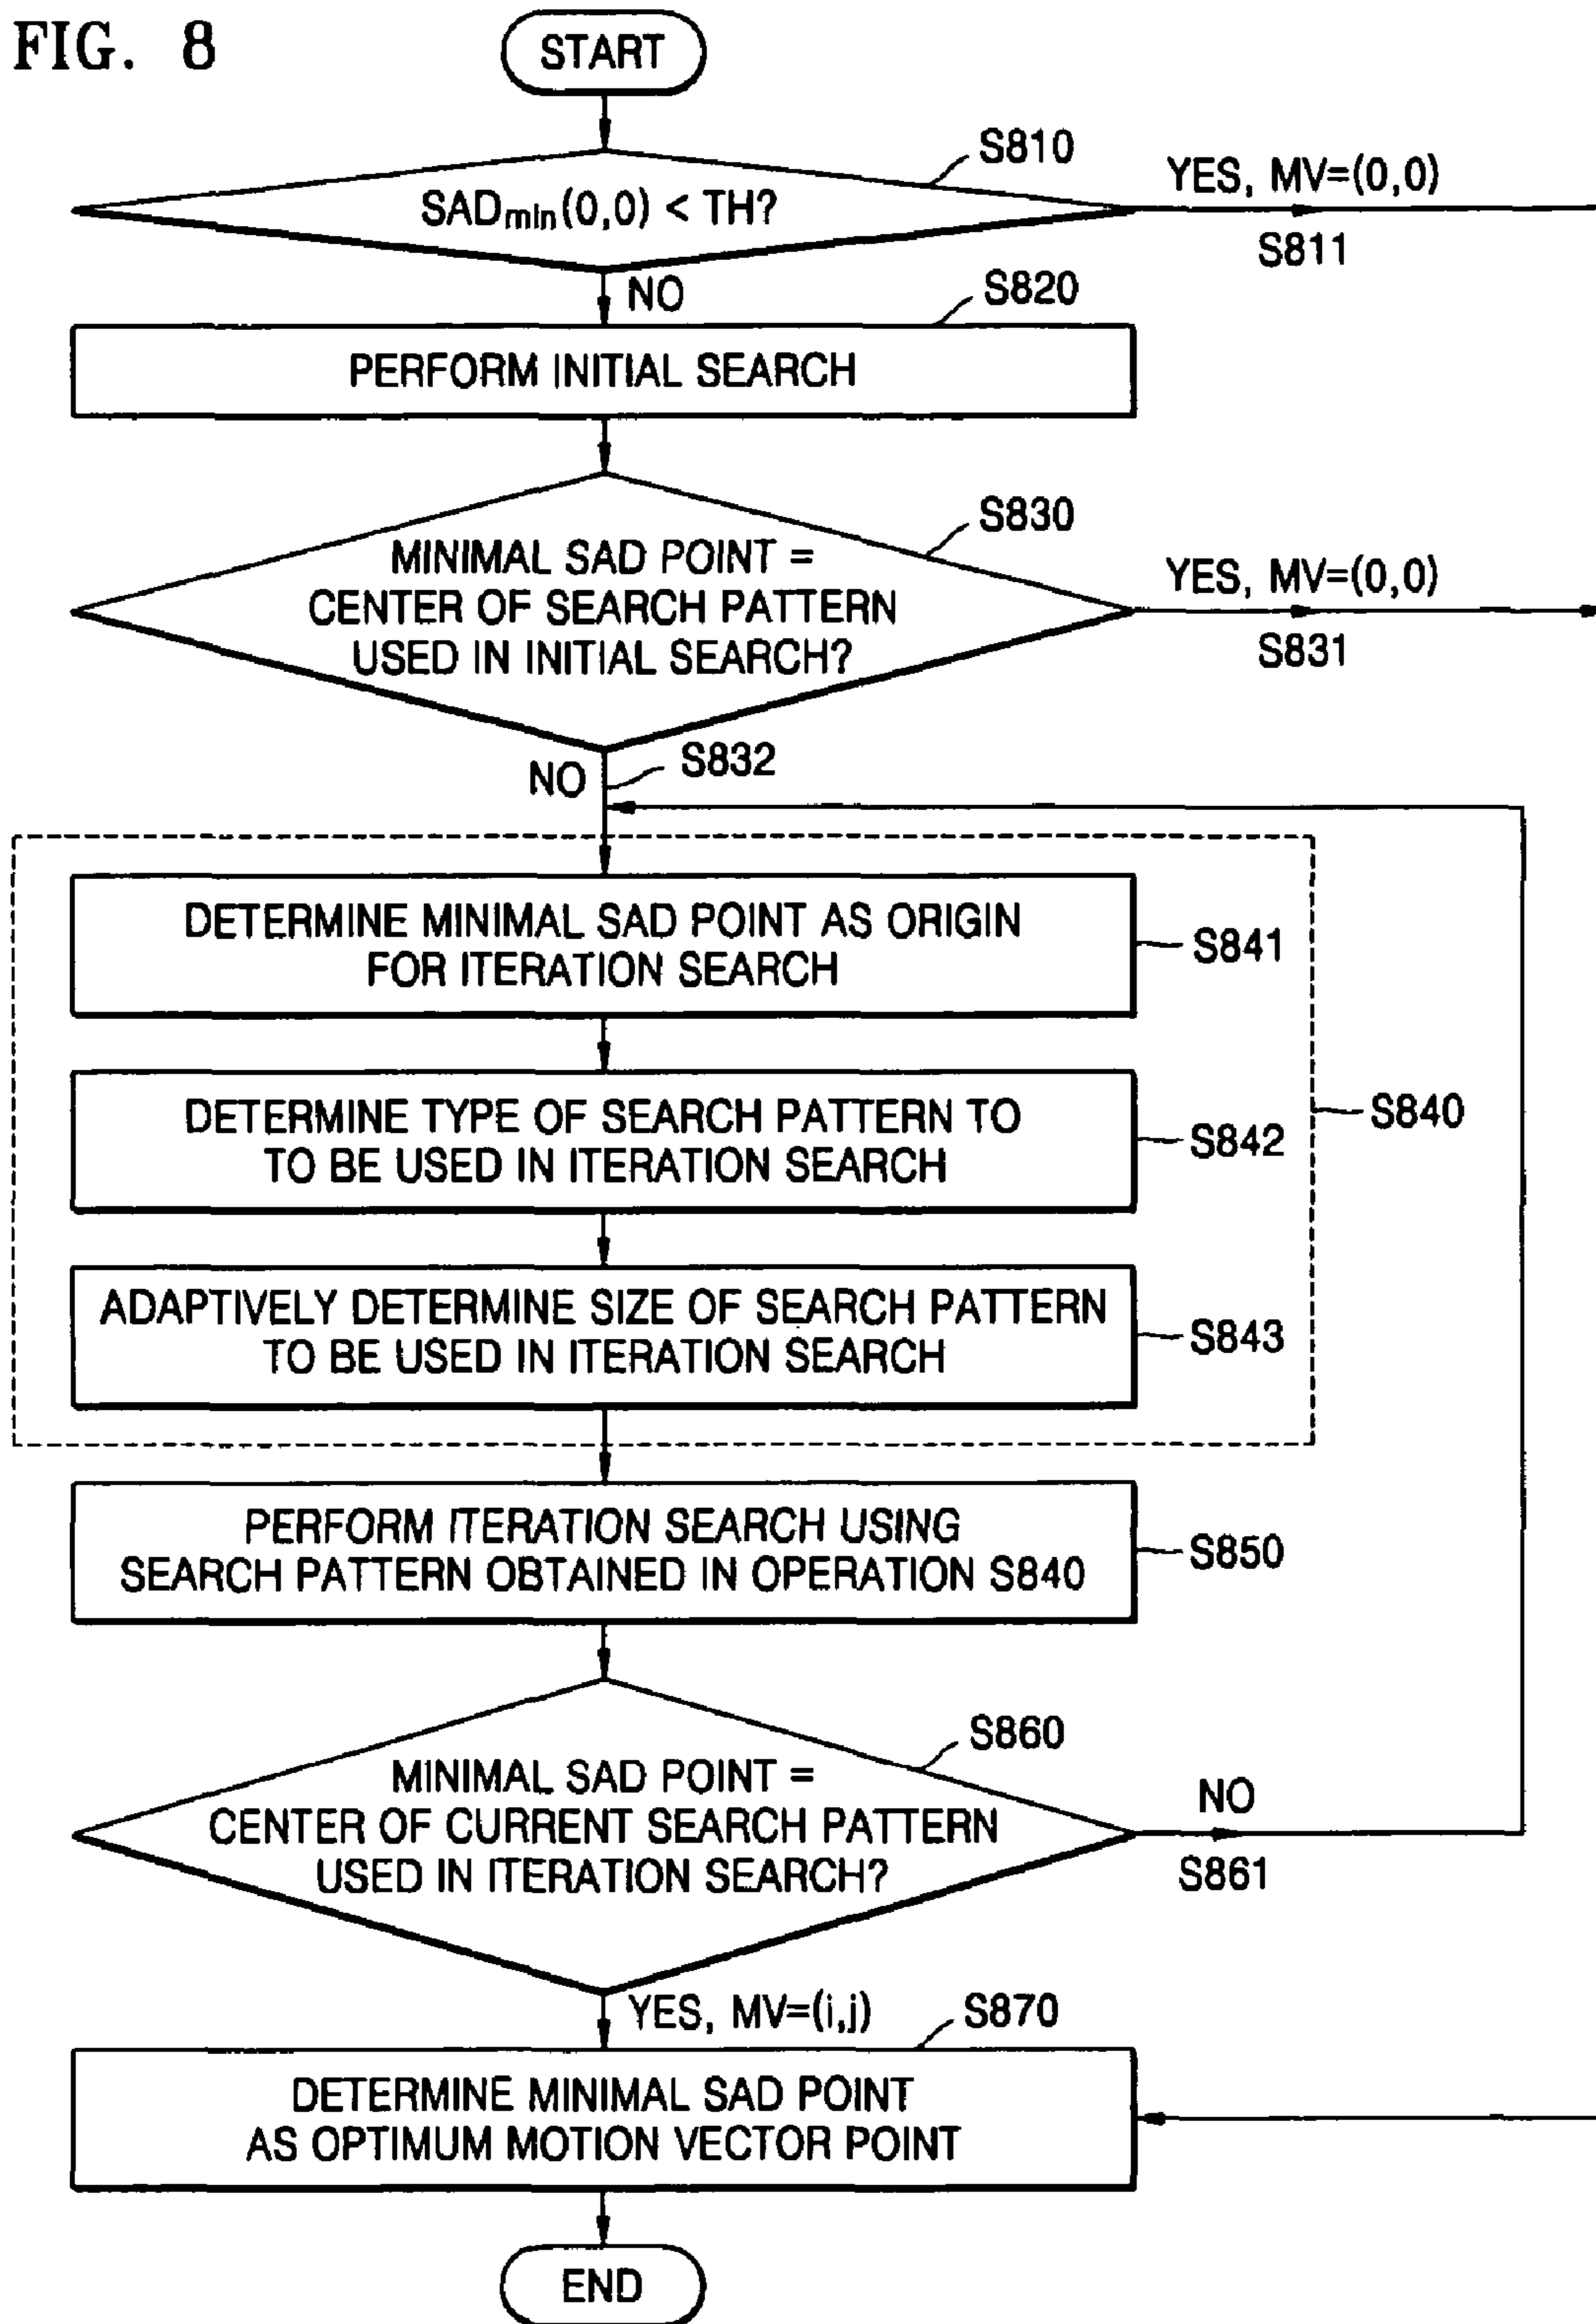 FIG. 8
START
S810
SADmin(0,0) < TH?
YES, MV=(0,0)
S811
NO
S820
PERFORM INITIAL SEARCH
S830
MINIMAL SAD POINT =
CENTER OF SEARCH PATTERN
USED IN INITIAL SEARCH?
YES, MV=(0,0)
S831
NO
S832
DETERMINE MINIMAL SAD POINT AS ORIGIN
FOR ITERATION SEARCH
S841
DETERMINE TYPE OF SEARCH PATTERN TO
TO BE USED IN ITERATION SEARCH
S842
S840
ADAPTIVELY DETERMINE SIZE OF SEARCH PATTERN
TO BE USED IN ITERATION SEARCH
S843
PERFORM ITERATION SEARCH USING
SEARCH PATTERN OBTAINED IN OPERATION S840
S850
S860
MINIMAL SAD POINT =
CENTER OF CURRENT SEARCH PATTERN
USED IN ITERATION SEARCH?
NO
S861
YES, MV=(i,j)
S870
DETERMINE MINIMAL SAD POINT
AS OPTIMUM MOTION VECTOR POINT
END